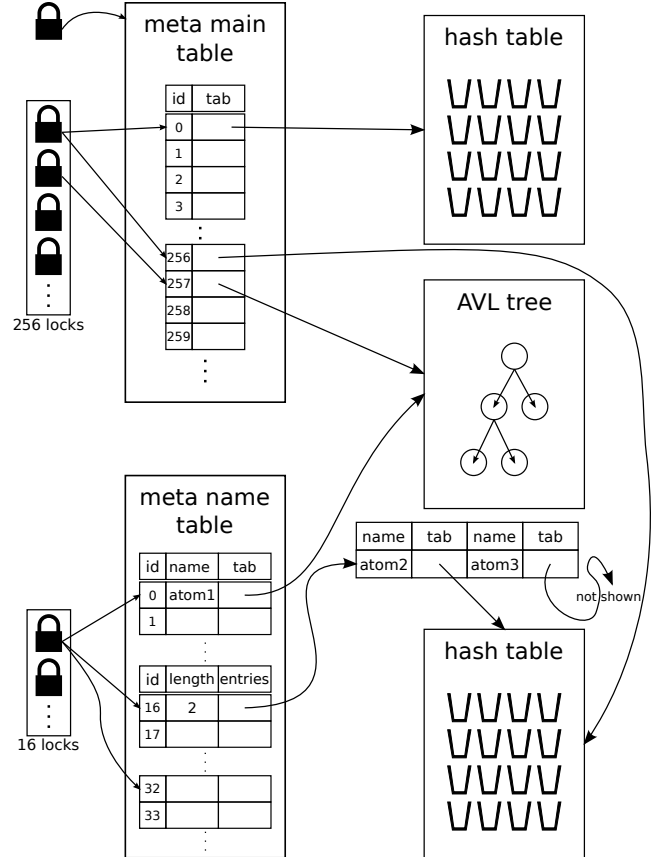 meta main
table
id tab
0
1
2
3
⋮
256
257
258
259
⋮
256 locks
hash table
AVL tree
meta name
table
id name tab
0 atom1
1
⋮
id length entries
16 2
17
⋮
32
33
⋮
16 locks
name tab name tab
atom2 atom3
not shown
hash table